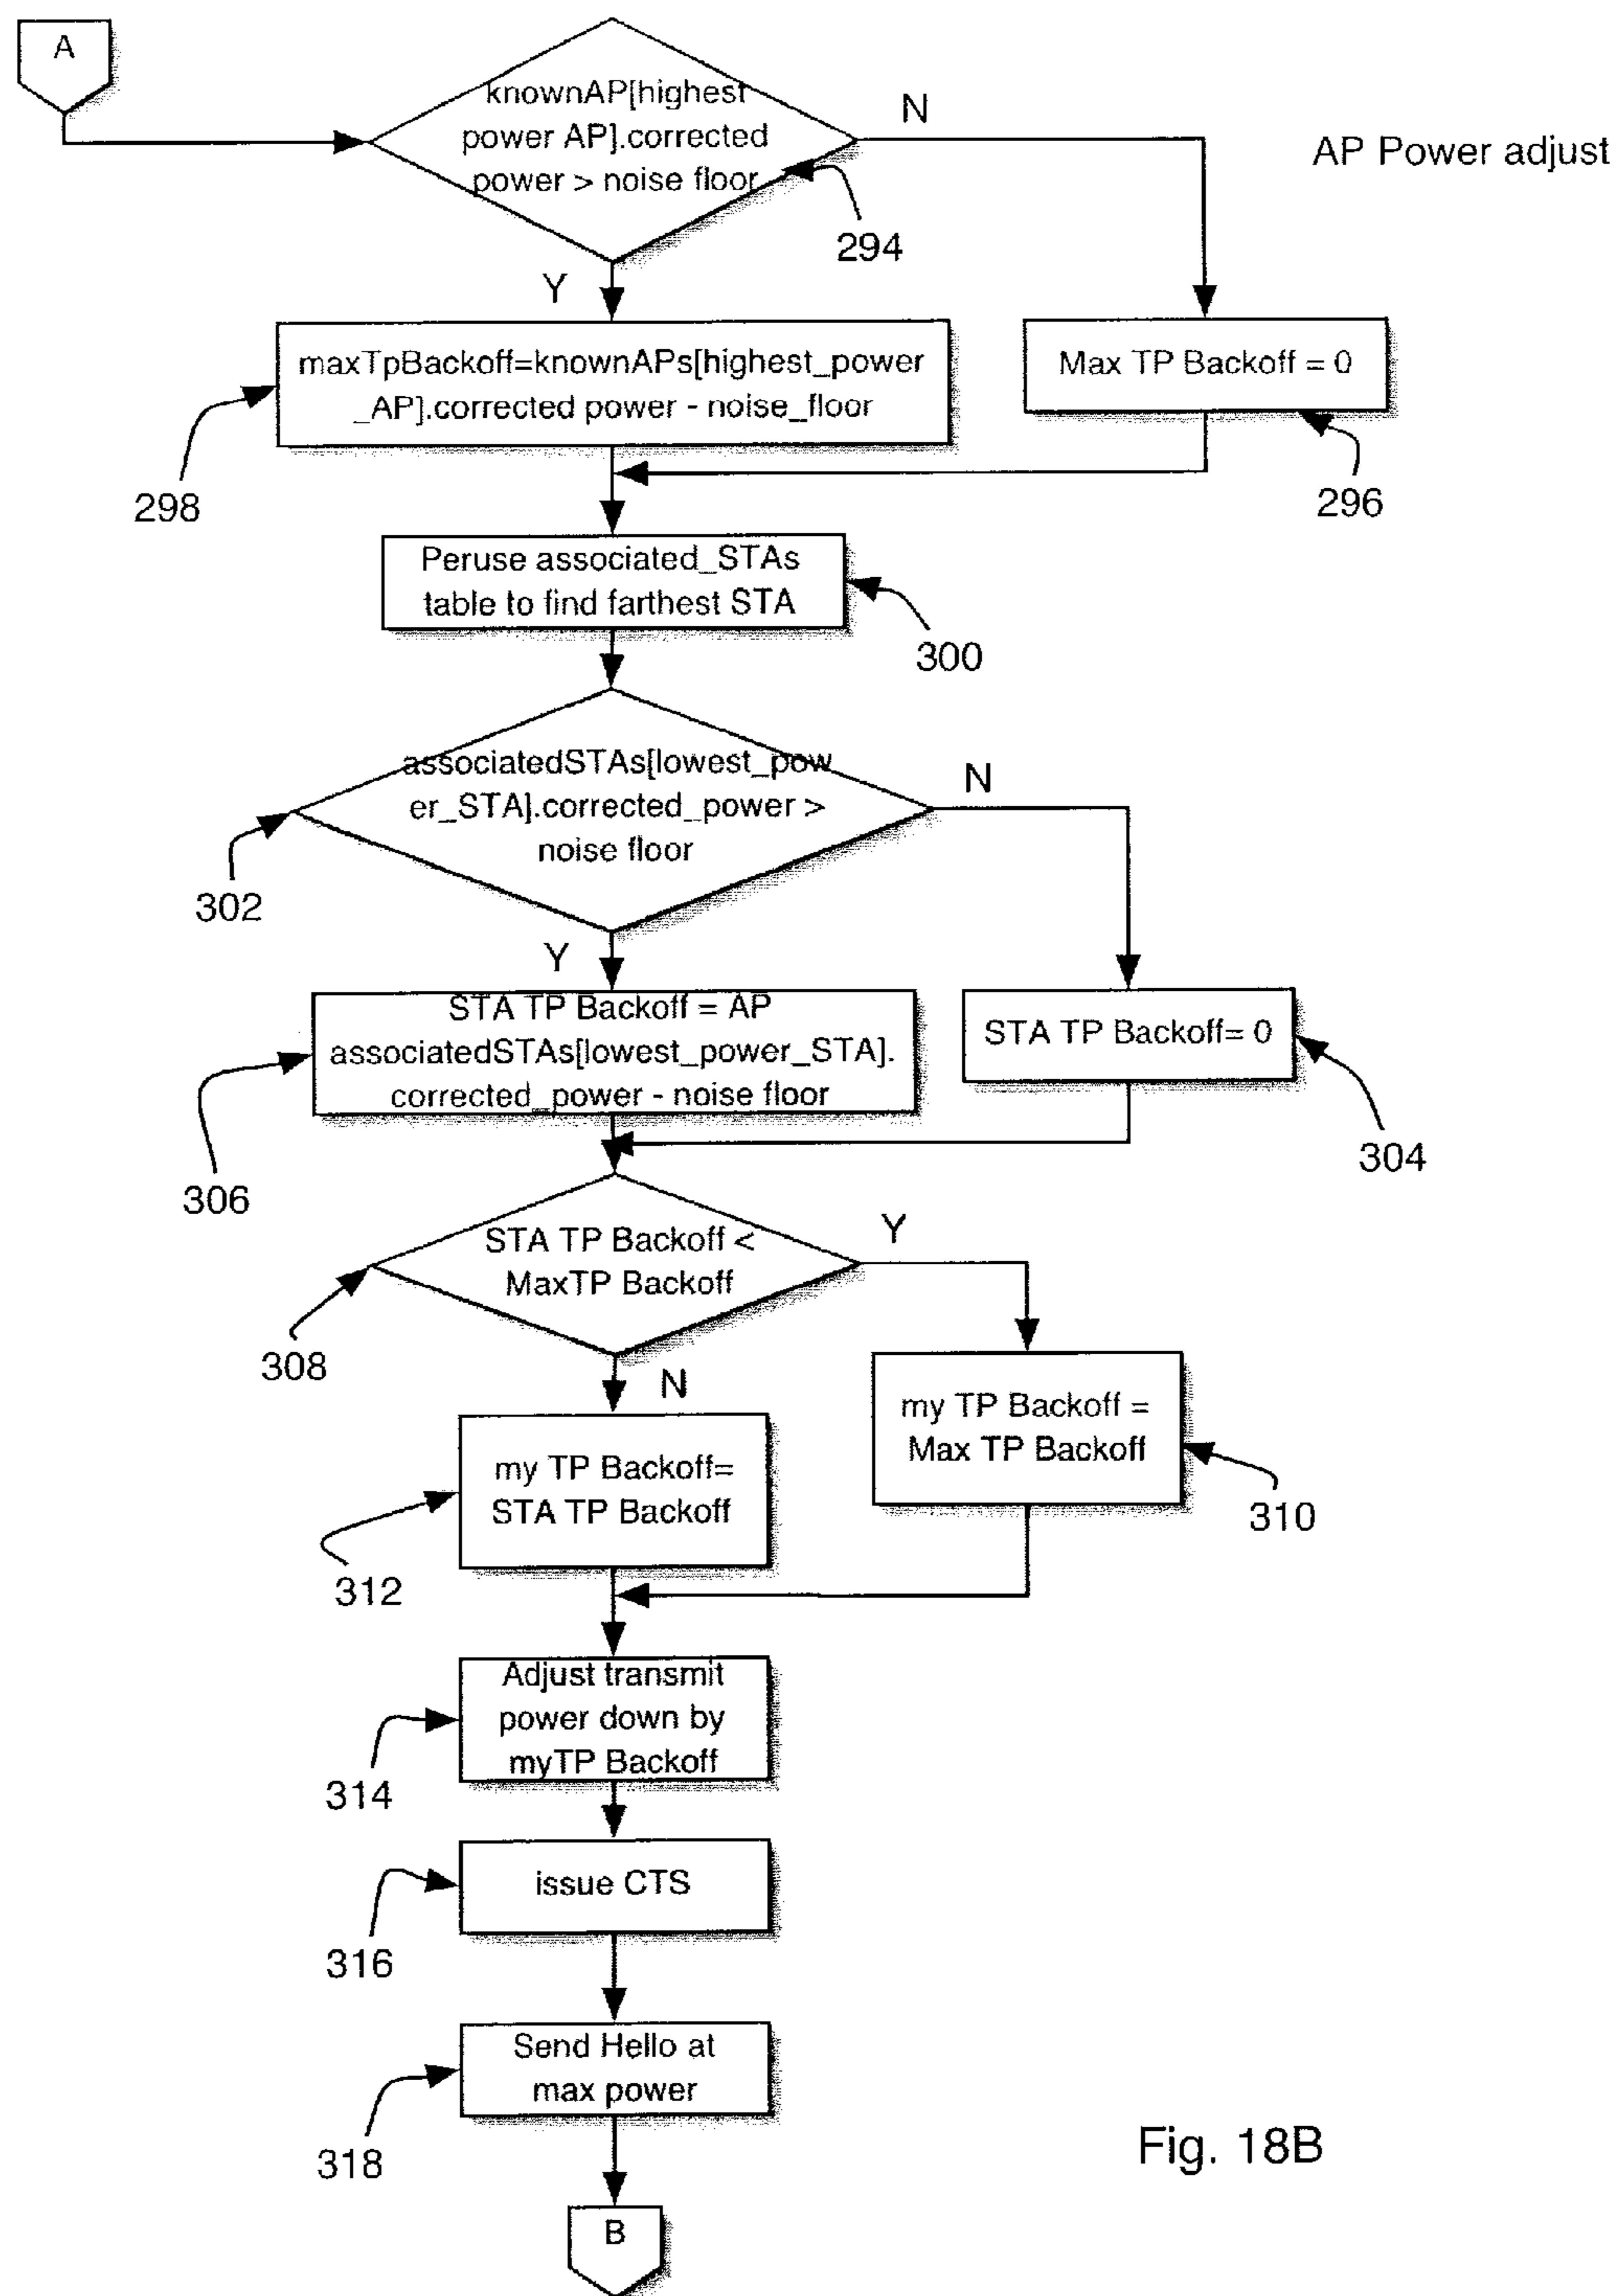 A
knownAP[highest
power AP].corrected
power > noise floor
N
AP Power adjust
294
Y
maxTpBackoff=knownAPs[highest_power
_AP].corrected power - noise_floor
Max TP Backoff = 0
298
296
Peruse associated_STAs
table to find farthest STA
300
associatedSTAs[lowest_pow
er_STA].corrected_power >
noise floor
N
302
Y
STA TP Backoff = AP
associatedSTAs[lowest_power_STA].
corrected_power - noise floor
STA TP Backoff= 0
306
304
STA TP Backoff <
MaxTP Backoff
Y
308
N
my TP Backoff =
Max TP Backoff
my TP Backoff=
STA TP Backoff
310
312
Adjust transmit
power down by
myTP Backoff
314
issue CTS
316
Send Hello at
max power
318
Fig. 18B
B